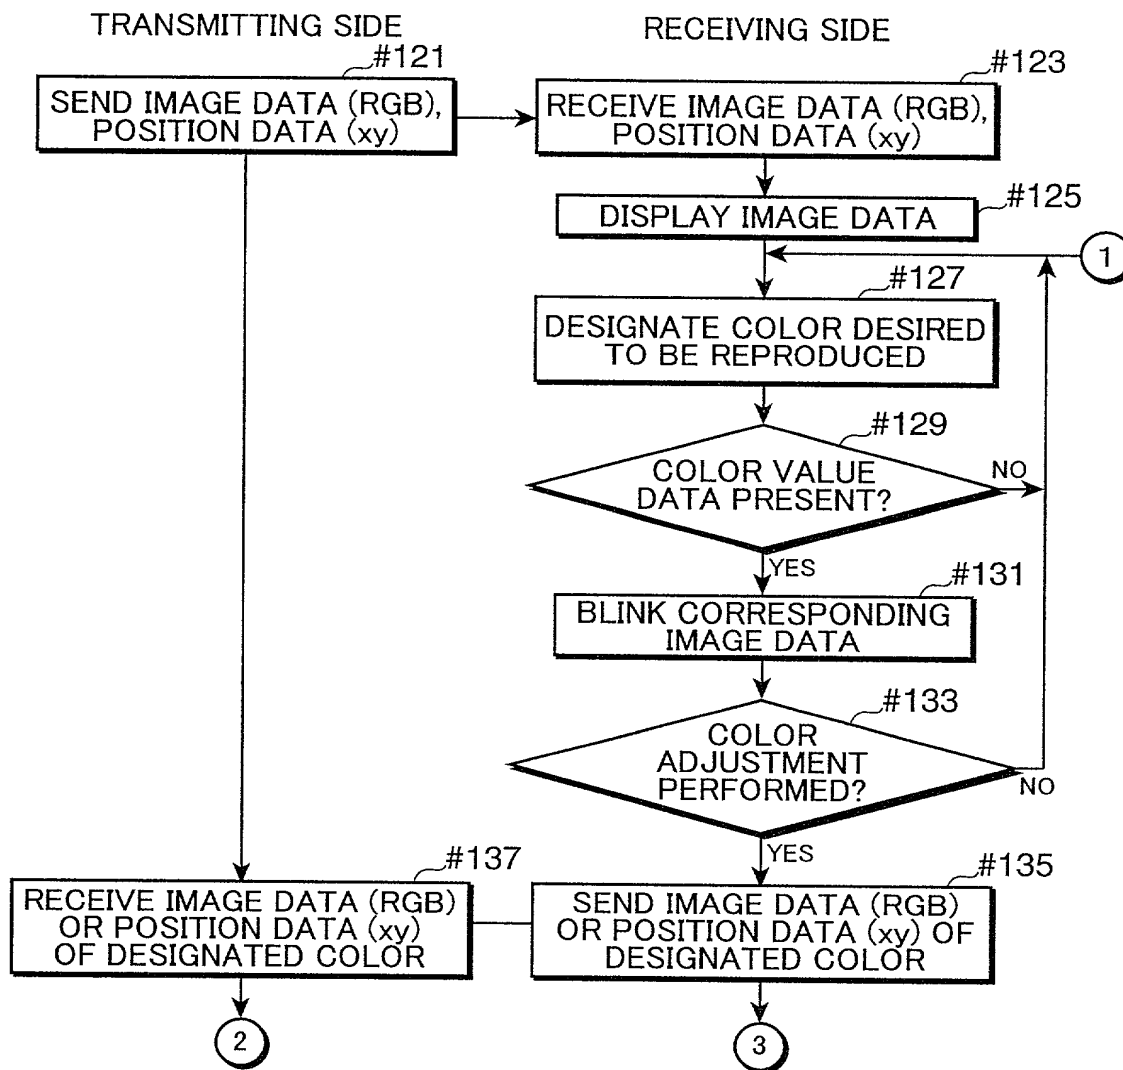 TRANSMITTING SIDE
RECEIVING SIDE
#121
SEND IMAGE DATA (RGB),
POSITION DATA (xy)
#123
RECEIVE IMAGE DATA (RGB),
POSITION DATA (xy)
#125
DISPLAY IMAGE DATA
1
#127
DESIGNATE COLOR DESIRED
TO BE REPRODUCED
#129
COLOR VALUE
DATA PRESENT?
NO
YES
#131
BLINK CORRESPONDING
IMAGE DATA
#133
COLOR
ADJUSTMENT
PERFORMED?
NO
YES
#137
RECEIVE IMAGE DATA (RGB)
OR POSITION DATA (xy)
OF DESIGNATED COLOR
#135
SEND IMAGE DATA (RGB)
OR POSITION DATA (xy) OF
DESIGNATED COLOR
2
3